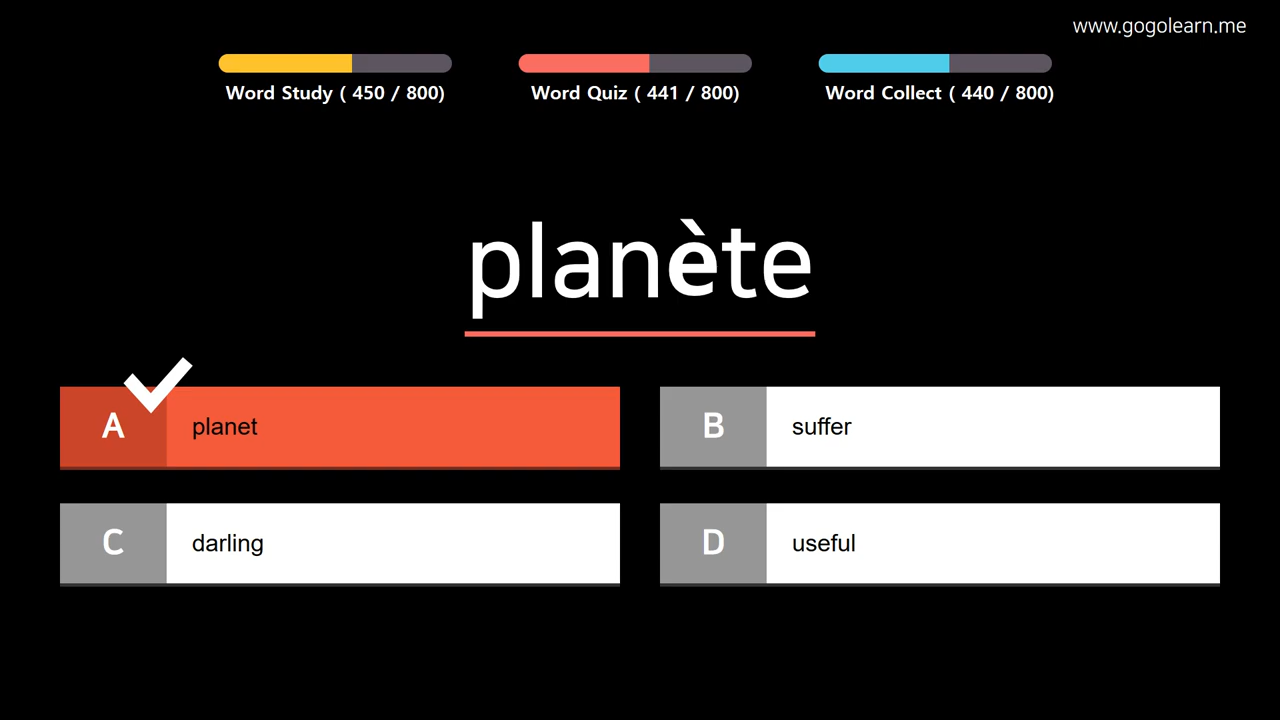 www.gogolearn.me
Word Study ( 450 / 800)
Word Quiz ( 441 / 800)
Word Collect ( 440 / 800)
planète
A planet
B suffer
C darling
D useful